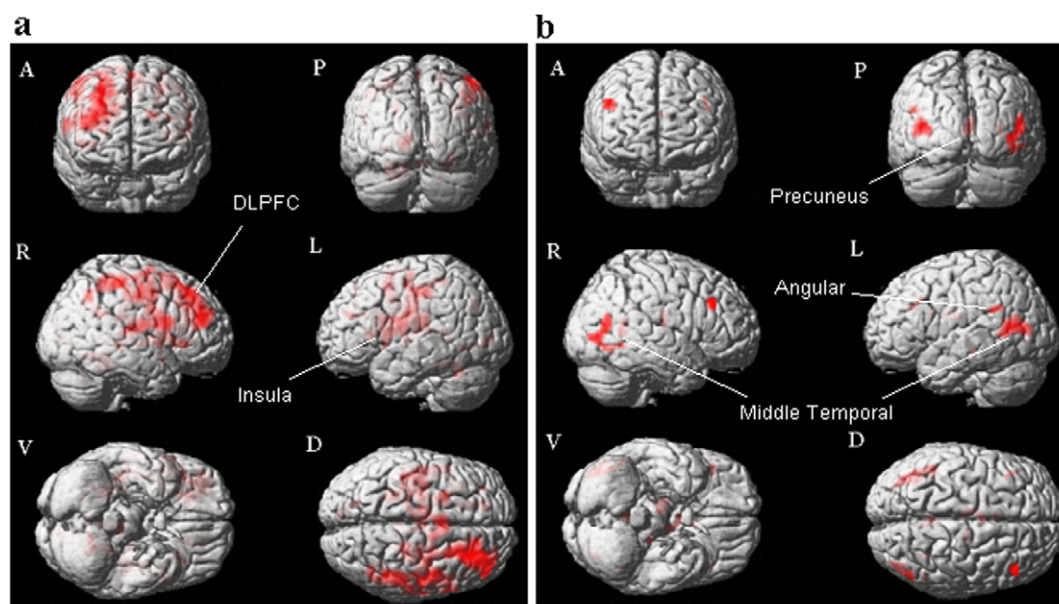 a
A
P
DLPFC
R
L
Insula
V
D
b
A
P
Precuneus
R
L
Angular
Middle Temporal
V
D